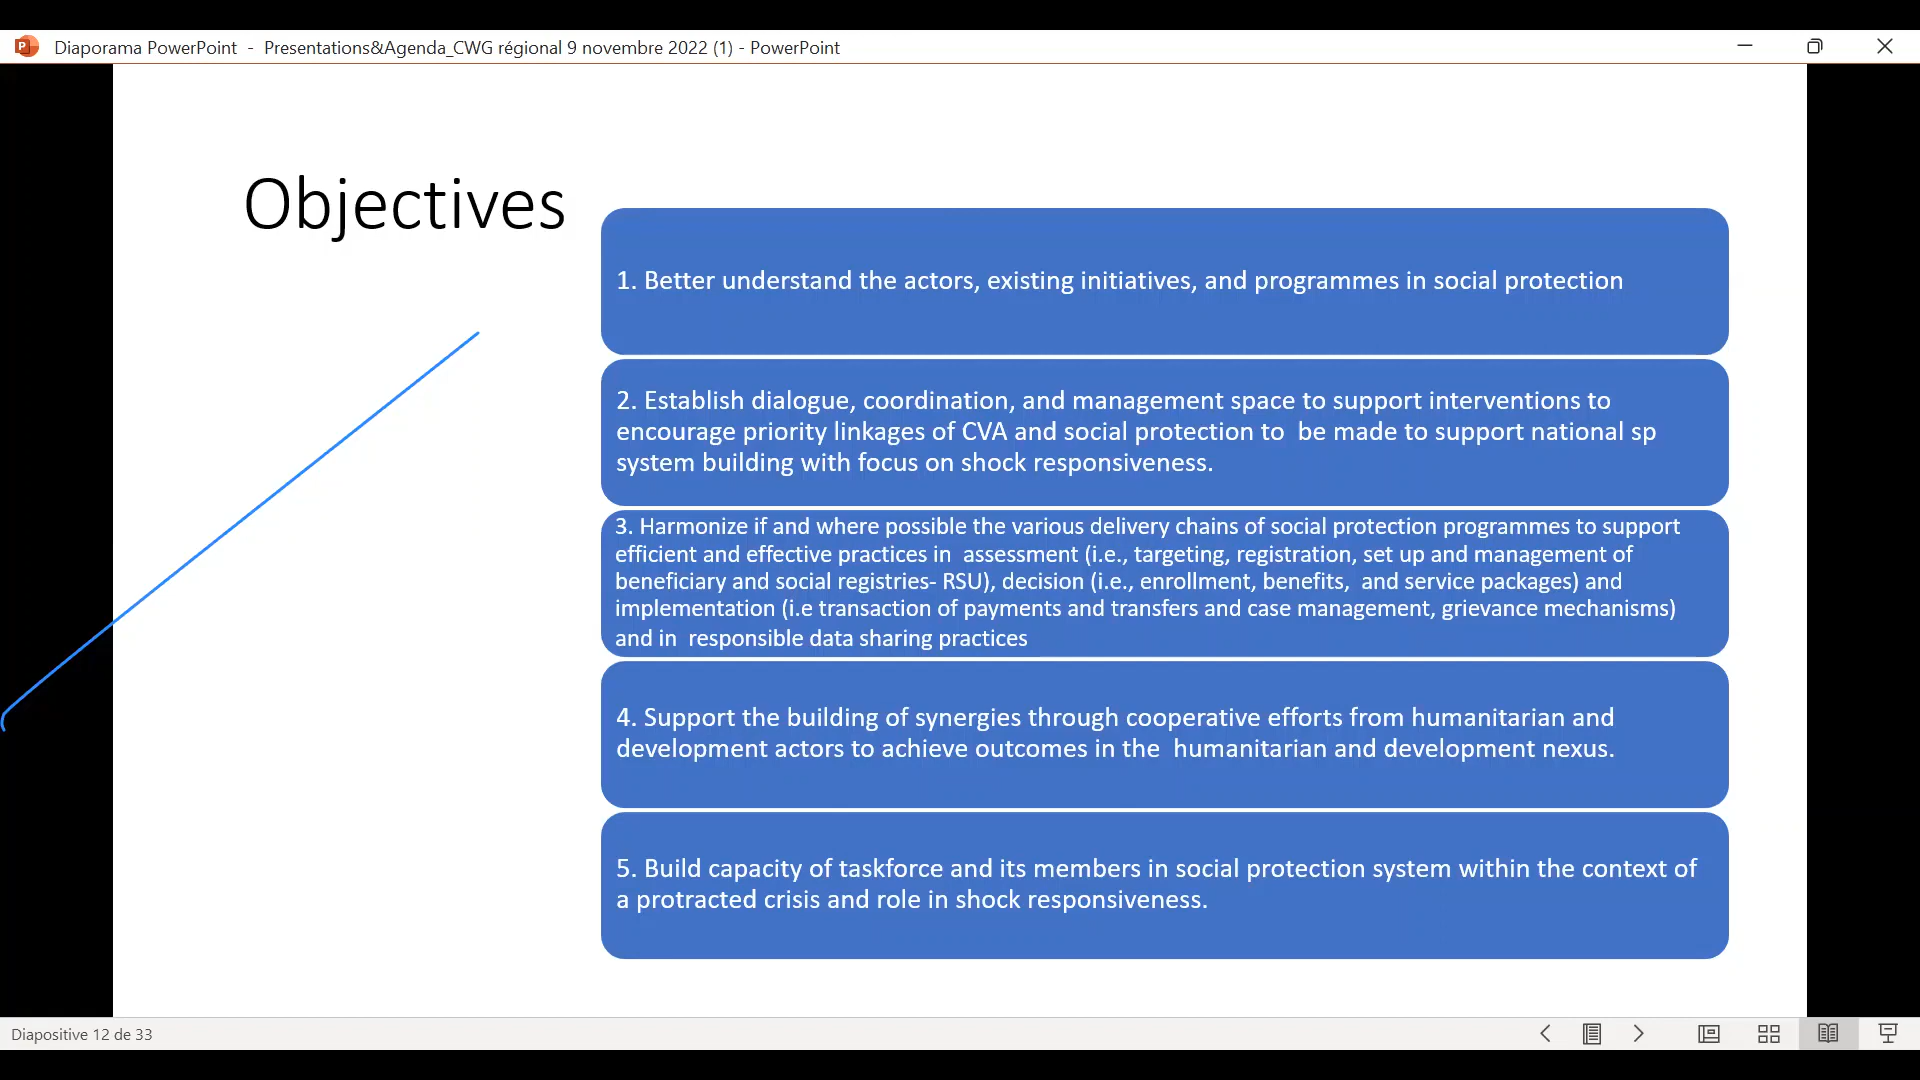 Diaporama PowerPoint - Presentations&Agenda_CWG régional 9 novembre 2022 (1) - PowerPoint
Objectives
1. Better understand the actors, existing initiatives, and programmes in social protection
2. Establish dialogue, coordination, and management space to support interventions to
encourage priority linkages of CVA and social protection to  be made to support national sp
system building with focus on shock responsiveness.
3. Harmonize if and where possible the various delivery chains of social protection programmes to support
efficient and effective practices in  assessment (i.e., targeting, registration, set up and management of
beneficiary and social registries- RSU), decision (i.e., enrollment, benefits,  and service packages) and
implementation (i.e transaction of payments and transfers and case management, grievance mechanisms)
and in  responsible data sharing practices
4. Support the building of synergies through cooperative efforts from humanitarian and
development actors to achieve outcomes in the  humanitarian and development nexus.
5. Build capacity of taskforce and its members in social protection system within the context of
a protracted crisis and role in shock responsiveness.
Diapositive 12 de 33